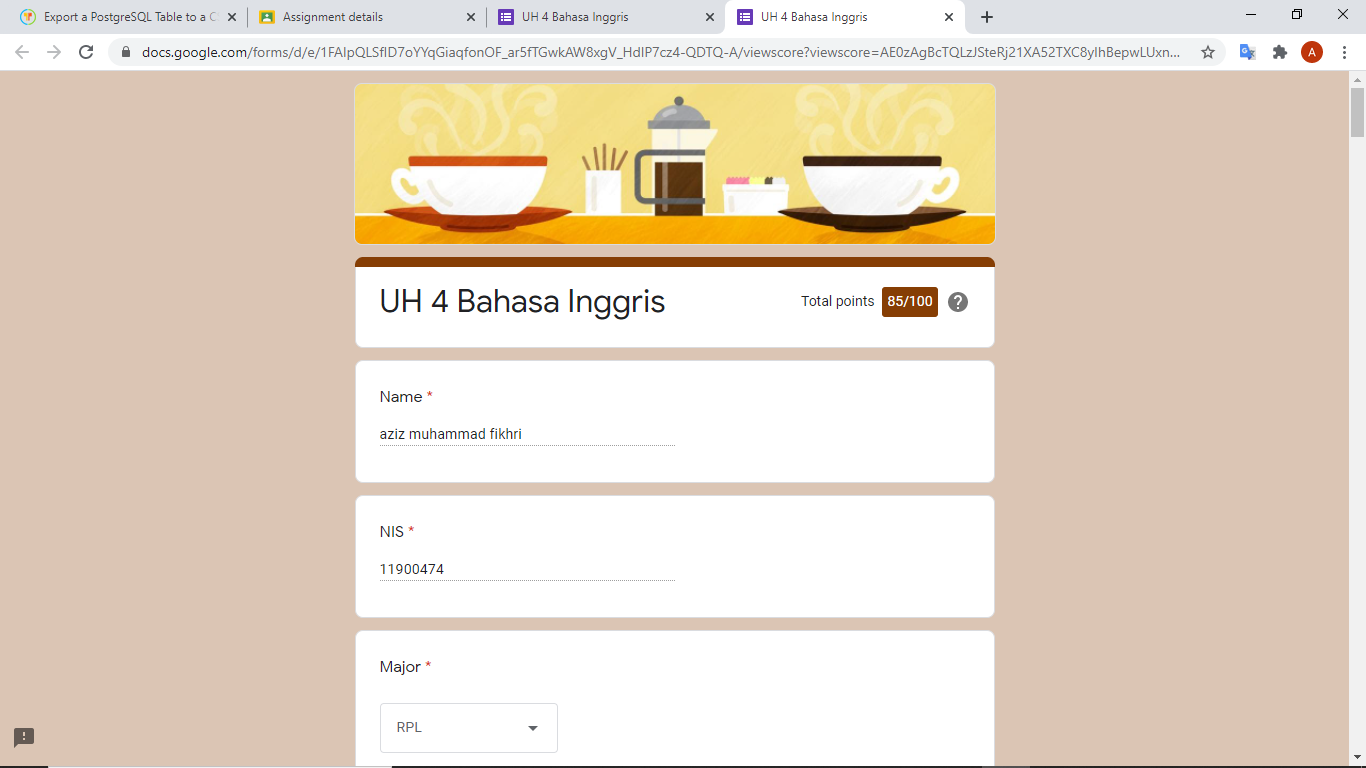 Export a PostgreSQL Table to a C
Assignment details
UH 4 Bahasa Inggris
UH 4 Bahasa Inggris
docs.google.com/forms/d/e/1FAIpQLSfID7oYYqGiaqfonOF_ar5fTGwkAW8xgV_HdIP7cz4-QDTQ-A/viewscore?viewscore=AE0zAgBcTQLzJSteRj21XA52TXC8yIhBepwLUxn...
A
UH 4 Bahasa Inggris
Total points 85/100
Name *
aziz muhammad fikhri
NIS *
11900474
Major *
RPL